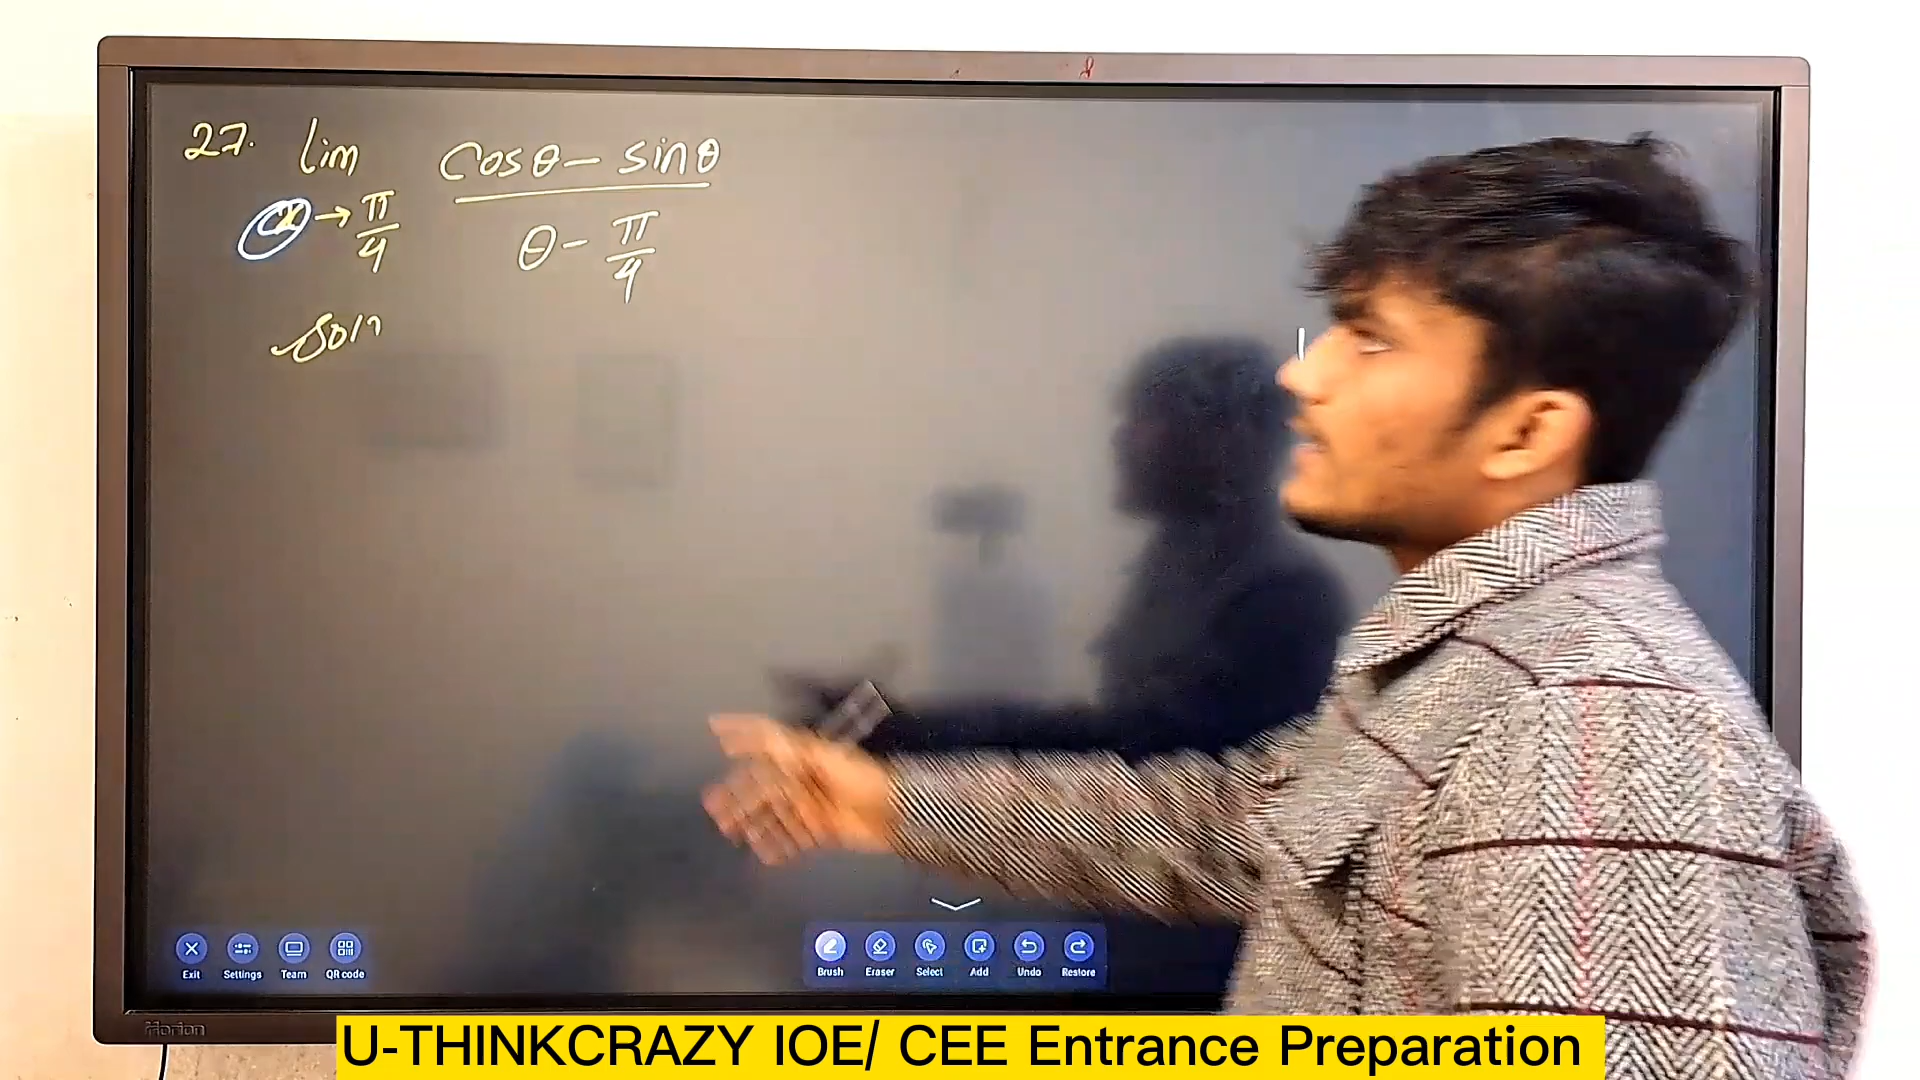 27. lim cosθ - sinθ
x → π/4 θ - π/4
Soln
Exit Settings Team QR code
Brush Eraser Select Add Undo Restore
Horion
U-THINKCRAZY IOE/ CEE Entrance Preparation